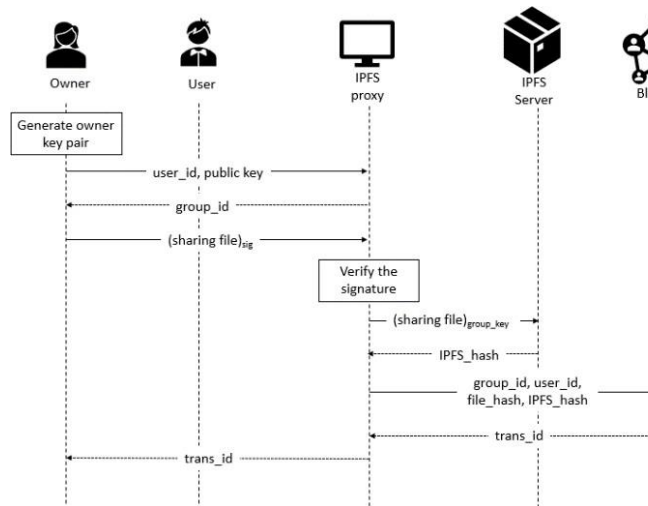 Owner
User
IPFS
proxy
IPFS
Server
Bl
Generate owner
key pair
user_id, public key
group_id
(sharing file)sig
Verify the
signature
(sharing file)group_key
IPFS_hash
group_id, user_id,
file_hash, IPFS_hash
trans_id
trans_id